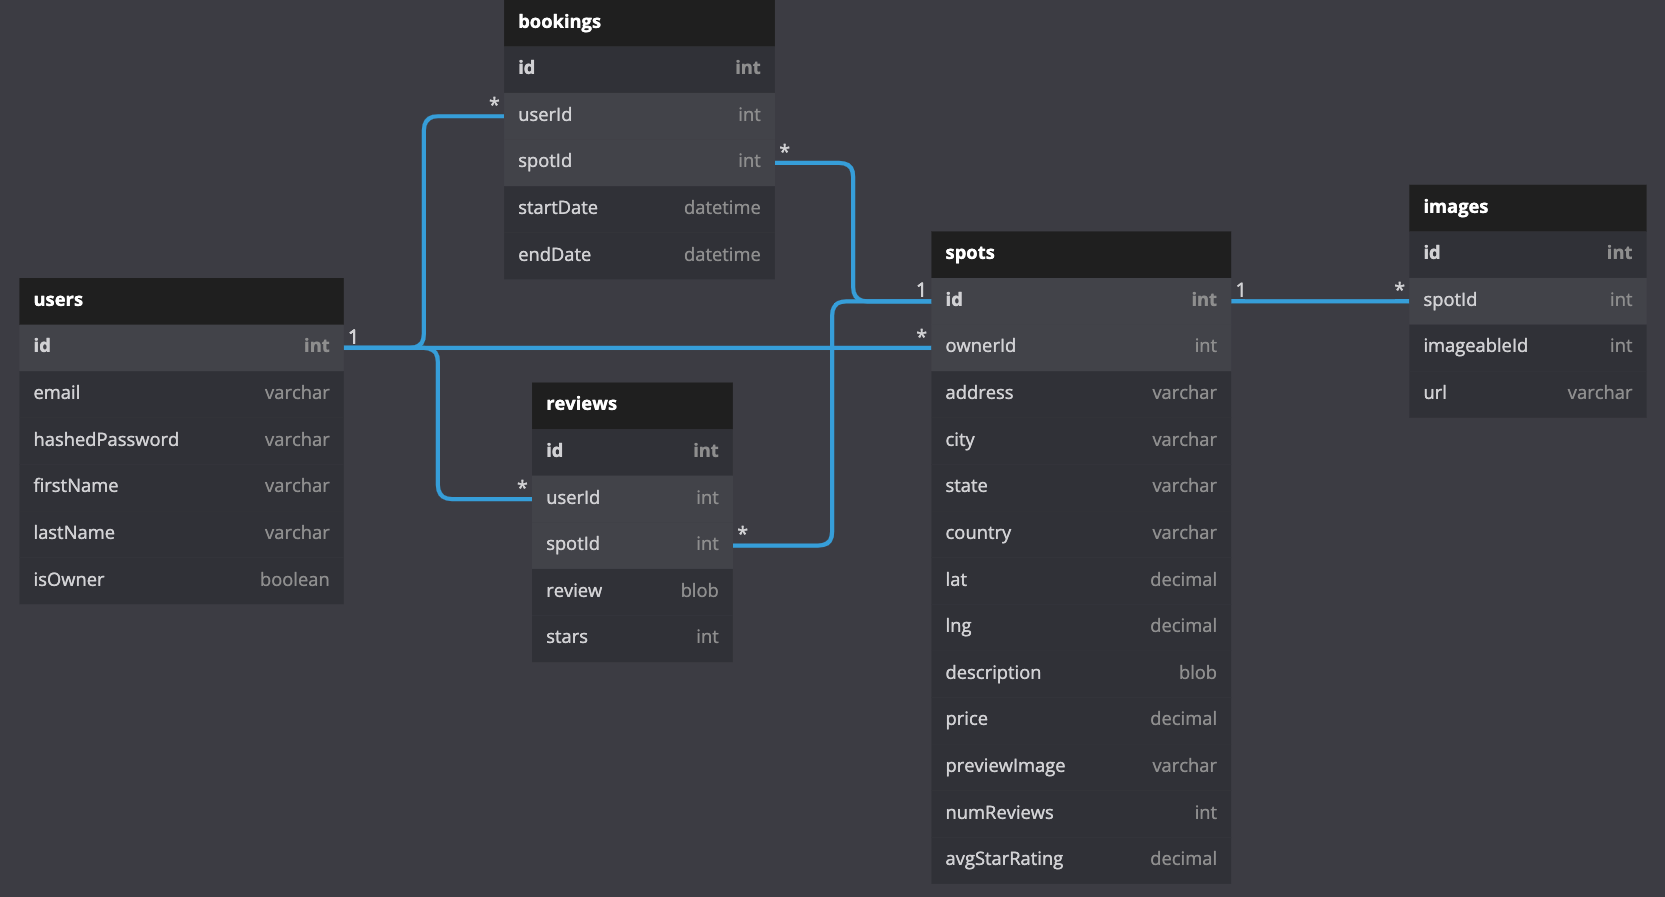 bookings
id int
* userId int
spotId int *
startDate datetime
endDate datetime
users
id int 1
email varchar
hashedPassword varchar
firstName varchar
lastName varchar
isOwner boolean
reviews
id int
* userId int
spotId int *
review blob
stars int
spots
1 id int 1
* ownerId int
address varchar
city varchar
state varchar
country varchar
lat decimal
lng decimal
description blob
price decimal
previewImage varchar
numReviews int
avgStarRating decimal
images
id int
* spotId int
imageableId int
url varchar